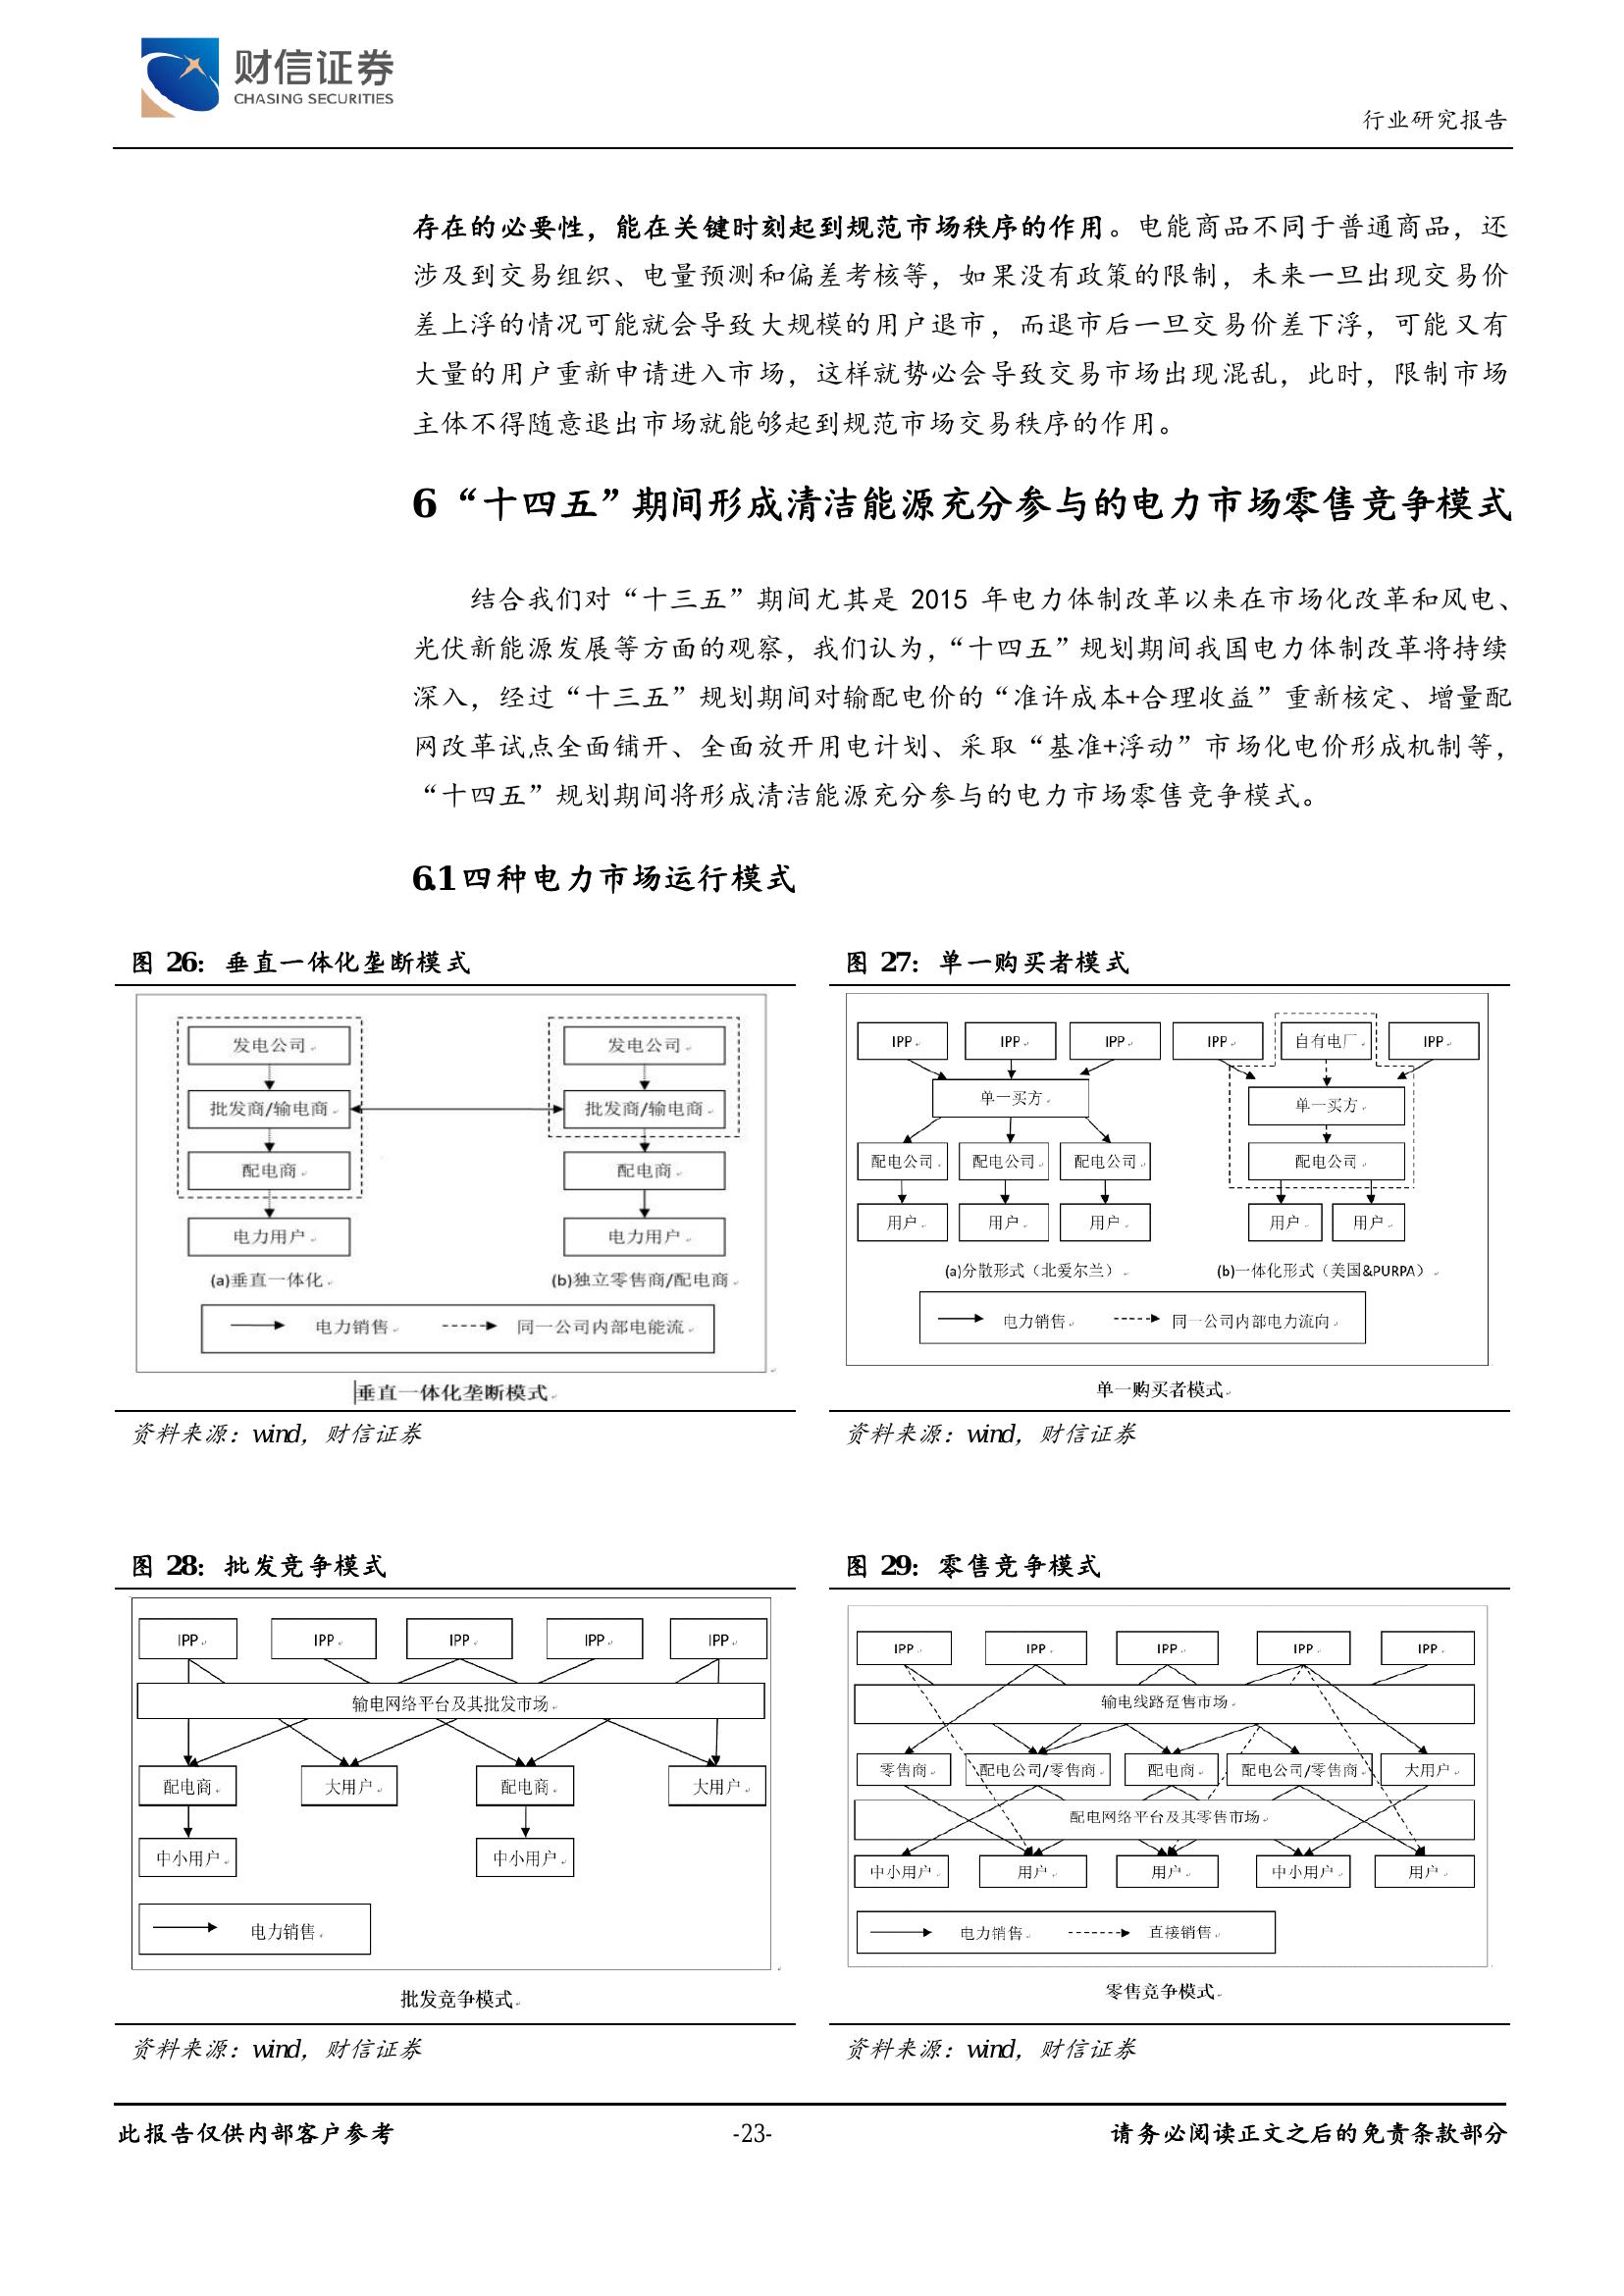 财信证券
CHASING SECURITIES
行业研究报告
存在的必要性，能在关键时刻起到规范市场秩序的作用。电能商品不同于普通商品，还
涉及到交易组织、电量预测和偏差考核等，如果没有政策的限制，未来一旦出现交易价
差上浮的情况可能就会导致大规模的用户退市，而退市后一旦交易价差下浮，可能又有
大量的用户重新申请进入市场，这样就势必会导致交易市场出现混乱，此时，限制市场
主体不得随意退出市场就能够起到规范市场交易秩序的作用。
6 “十四五”期间形成清洁能源充分参与的电力市场零售竞争模式
结合我们对“十三五”期间尤其是 2015 年电力体制改革以来在市场化改革和风电、
光伏新能源发展等方面的观察，我们认为，“十四五”规划期间我国电力体制改革将持续
深入，经过“十三五”规划期间对输配电价的“准许成本+合理收益”重新核定、增量配
网改革试点全面铺开、全面放开用电计划、采取“基准+浮动”市场化电价形成机制等，
“十四五”规划期间将形成清洁能源充分参与的电力市场零售竞争模式。
6.1 四种电力市场运行模式
图 26：垂直一体化垄断模式
发电公司 发电公司
批发商/输电商 批发商/输电商
配电商 配电商
电力用户 电力用户
(a)垂直一体化 (b)独立零售商/配电商
电力销售 同一公司内部电能流
垂直一体化垄断模式
资料来源：wind，财信证券
图 27：单一购买者模式
IPP IPP IPP IPP 自有电厂 IPP
单一买方 单一买方
配电公司 配电公司 配电公司 配电公司
用户 用户 用户 用户 用户
(a)分散形式（北爱尔兰） (b)一体化形式（美国&PURPA）
电力销售 同一公司内部电力流向
单一购买者模式
资料来源：wind，财信证券
图 28：批发竞争模式
IPP IPP IPP IPP IPP
输电网络平台及其批发市场
配电商 大用户 配电商 大用户
中小用户 中小用户
电力销售
批发竞争模式
资料来源：wind，财信证券
图 29：零售竞争模式
IPP IPP IPP IPP IPP
输电线路趸售市场
零售商 配电公司/零售商 配电商 配电公司/零售商 大用户
配电网络平台及其零售市场
中小用户 用户 用户 中小用户 用户
电力销售 直接销售
零售竞争模式
资料来源：wind，财信证券
此报告仅供内部客户参考 -23- 请务必阅读正文之后的免责条款部分